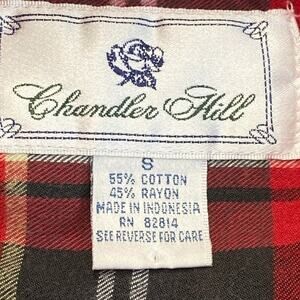 Chandler Hill
S
55% COTTON
45% RAYON
MADE IN INDONESIA
RN 82814
SEE REVERSE FOR CARE